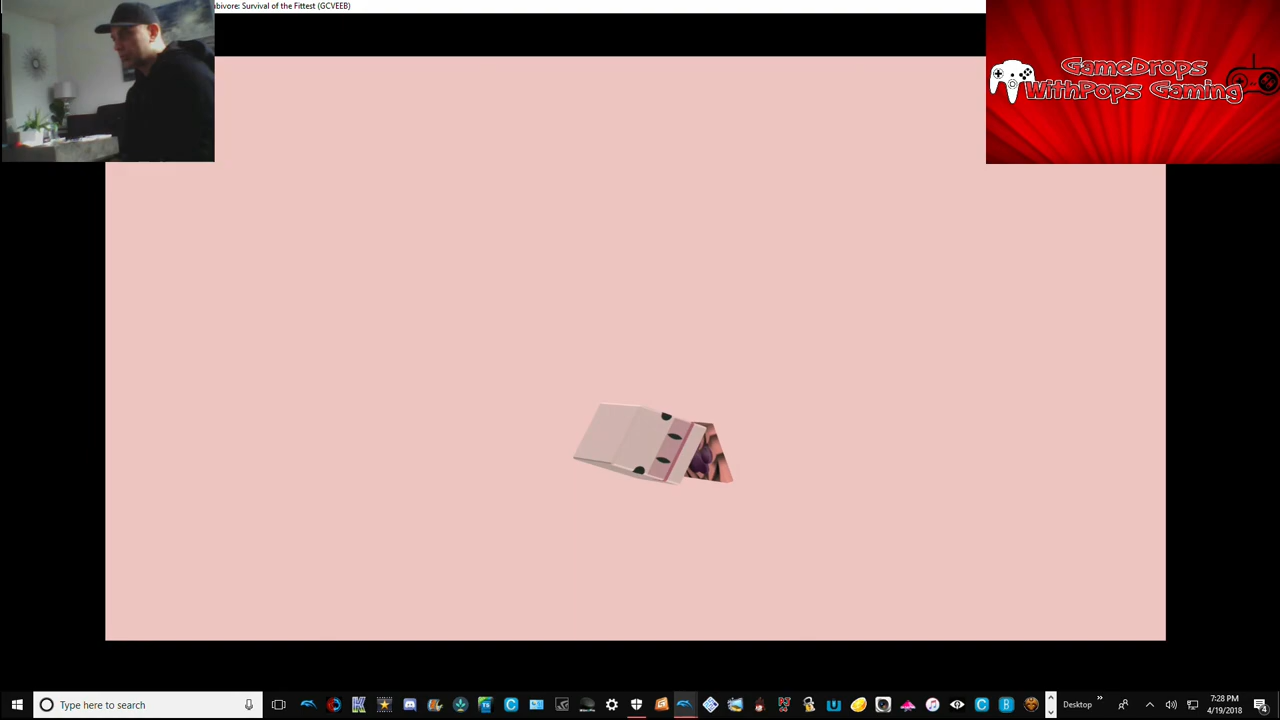 ubivore: Survival of the Fittest (GCVEEB)
GameDrops
WithPops Gaming
Type here to search
Desktop
7:28 PM
4/19/2018